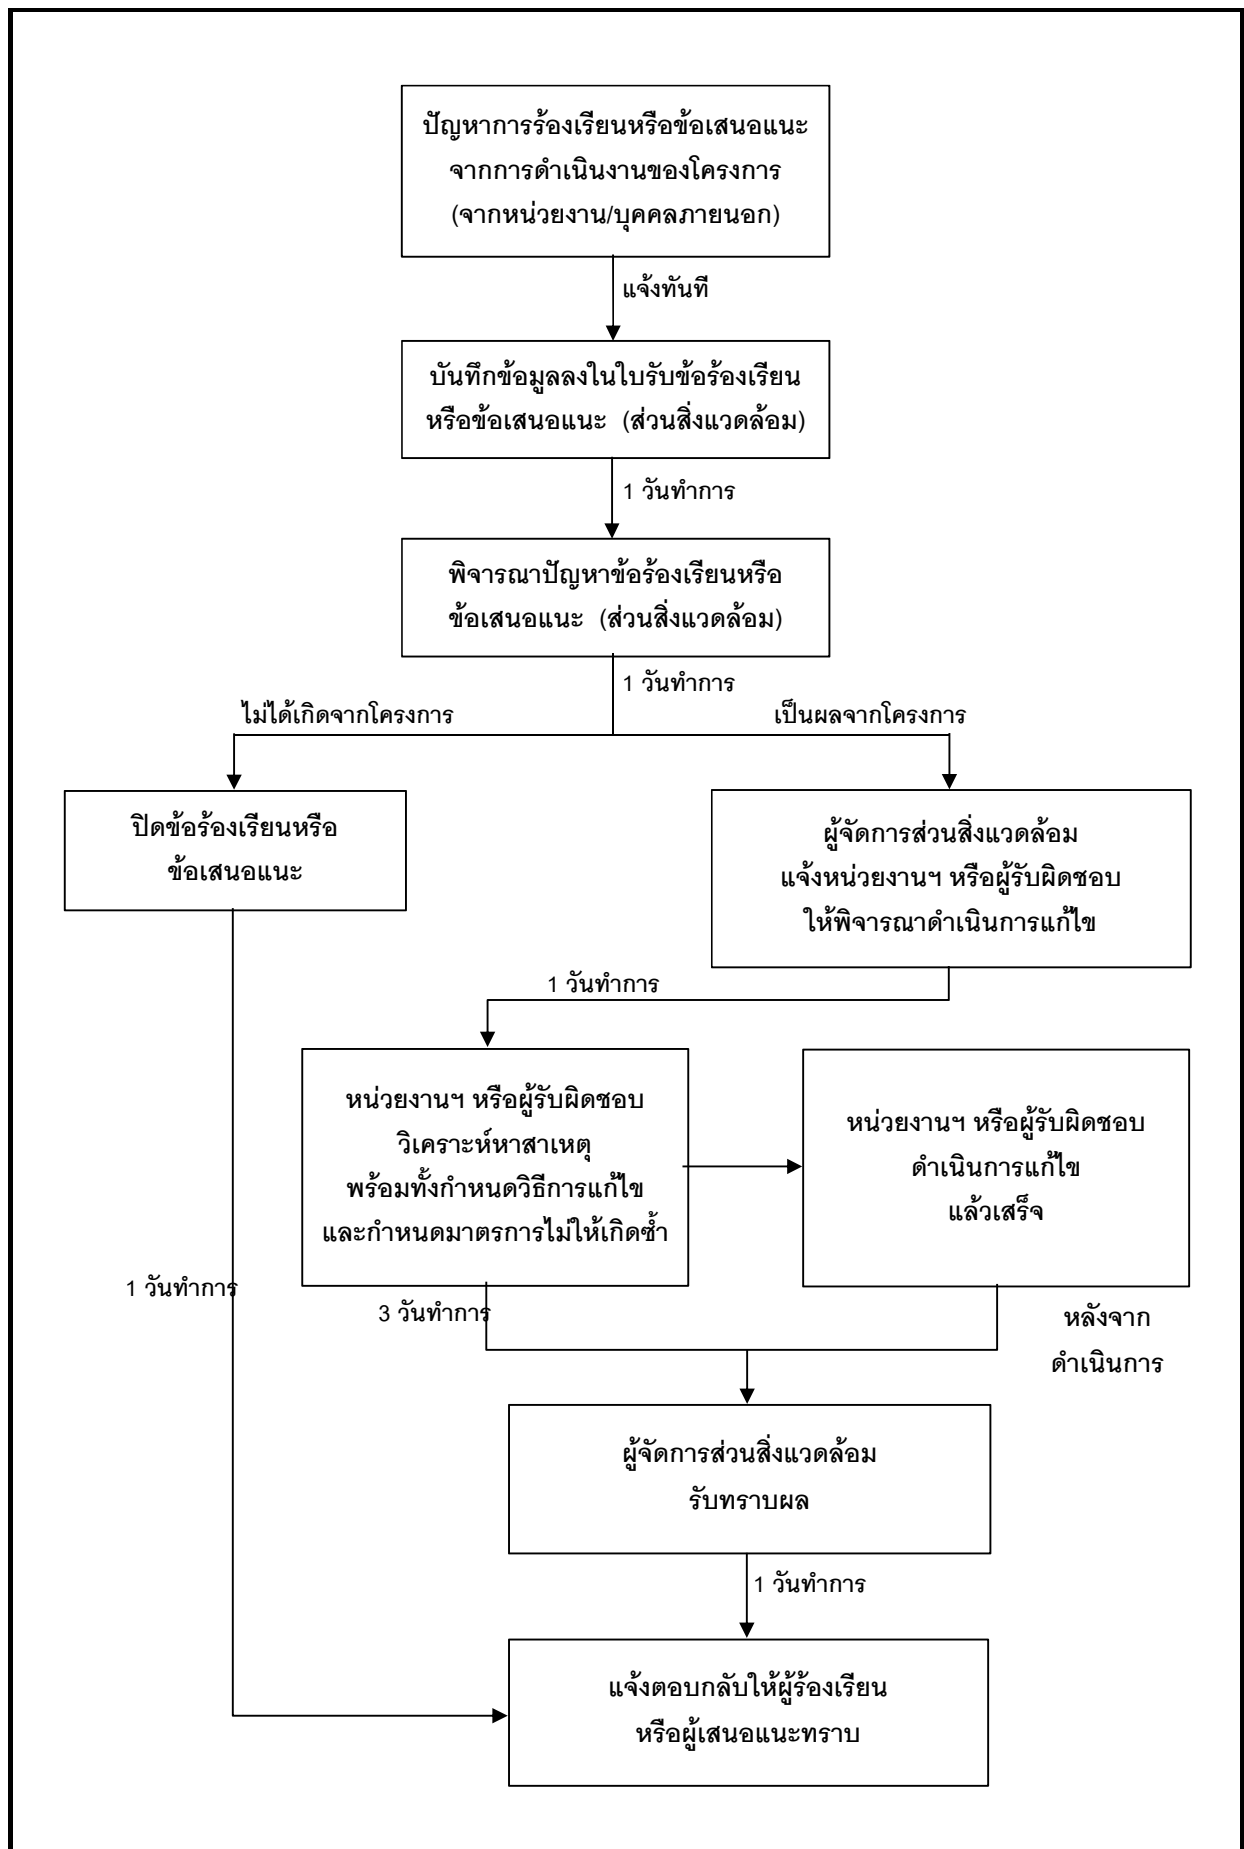 ปัญหาการร้องเรียนหรือข้อเสนอแนะ
จากการดำเนินงานของโครงการ
(จากหน่วยงาน/บุคคลภายนอก)
แจ้งทันที
บันทึกข้อมูลลงในใบรับข้อร้องเรียน
หรือข้อเสนอแนะ (ส่วนสิ่งแวดล้อม)
1 วันทำการ
พิจารณาปัญหาข้อร้องเรียนหรือ
ข้อเสนอแนะ (ส่วนสิ่งแวดล้อม)
1 วันทำการ
ไม่ได้เกิดจากโครงการ
เป็นผลจากโครงการ
ปิดข้อร้องเรียนหรือ
ข้อเสนอแนะ
ผู้จัดการส่วนสิ่งแวดล้อม
แจ้งหน่วยงานฯ หรือผู้รับผิดชอบ
ให้พิจารณาดำเนินการแก้ไข
1 วันทำการ
หน่วยงานฯ หรือผู้รับผิดชอบ
วิเคราะห์หาสาเหตุ
พร้อมทั้งกำหนดวิธีการแก้ไข
และกำหนดมาตรการไม่ให้เกิดซ้ำ
หน่วยงานฯ หรือผู้รับผิดชอบ
ดำเนินการแก้ไข
แล้วเสร็จ
1 วันทำการ
3 วันทำการ
หลังจาก
ดำเนินการ
ผู้จัดการส่วนสิ่งแวดล้อม
รับทราบผล
1 วันทำการ
แจ้งตอบกลับให้ผู้ร้องเรียน
หรือผู้เสนอแนะทราบ